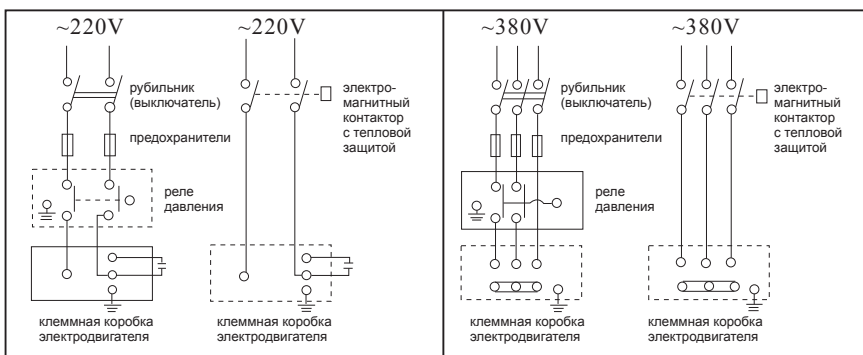 ~220V
~220V
рубильник
(выключатель)
предохранители
реле
давления
электро-
магнитный
контактор
с тепловой
защитой
клеммная коробка
электродвигателя
клеммная коробка
электродвигателя
~380V
~380V
рубильник
(выключатель)
предохранители
реле
давления
электро-
магнитный
контактор
с тепловой
защитой
клеммная коробка
электродвигателя
клеммная коробка
электродвигателя